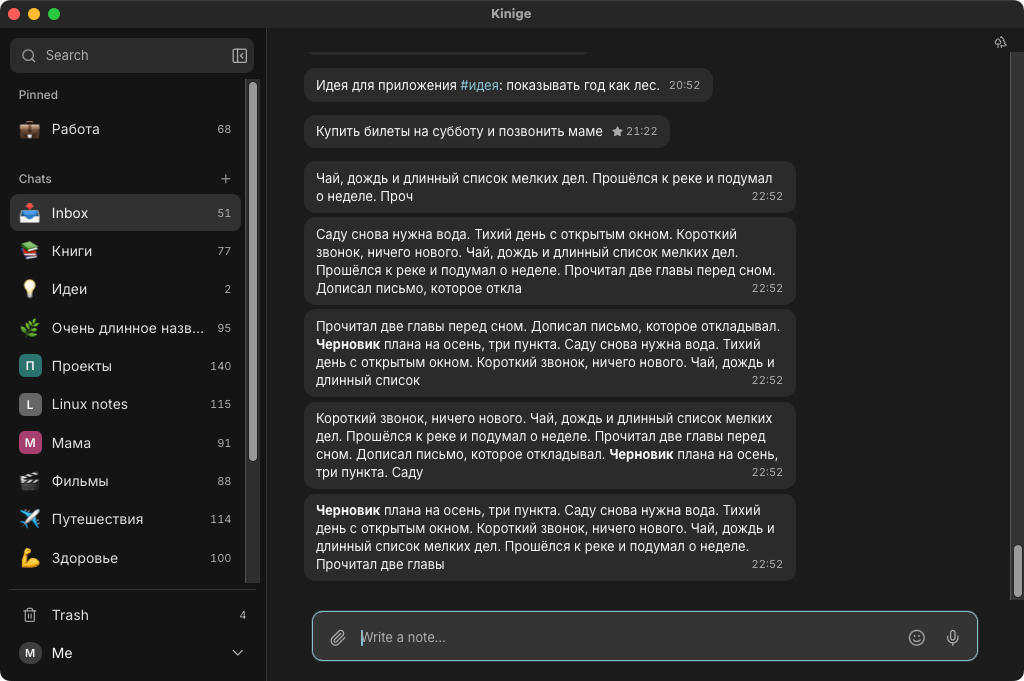 Kinige
Search
Pinned
Работа 68
Chats
Inbox 51
Книги 77
Идеи 2
Очень длинное назв... 95
П Проекты 140
L Linux notes 115
М Мама 91
Фильмы 88
Путешествия 114
Здоровье 100
Trash 4
M Me
Идея для приложения #идея: показывать год как лес. 20:52
Купить билеты на субботу и позвонить маме 21:22
Чай, дождь и длинный список мелких дел. Прошёлся к реке и подумал
о неделе. Проч 22:52
Саду снова нужна вода. Тихий день с открытым окном. Короткий
звонок, ничего нового. Чай, дождь и длинный список мелких дел.
Прошёлся к реке и подумал о неделе. Прочитал две главы перед сном.
Дописал письмо, которое откла 22:52
Прочитал две главы перед сном. Дописал письмо, которое откладывал.
Черновик плана на осень, три пункта. Саду снова нужна вода. Тихий
день с открытым окном. Короткий звонок, ничего нового. Чай, дождь и
длинный список 22:52
Короткий звонок, ничего нового. Чай, дождь и длинный список мелких
дел. Прошёлся к реке и подумал о неделе. Прочитал две главы перед
сном. Дописал письмо, которое откладывал. Черновик плана на осень,
три пункта. Саду 22:52
Черновик плана на осень, три пункта. Саду снова нужна вода. Тихий
день с открытым окном. Короткий звонок, ничего нового. Чай, дождь и
длинный список мелких дел. Прошёлся к реке и подумал о неделе.
Прочитал две главы 22:52
Write a note...